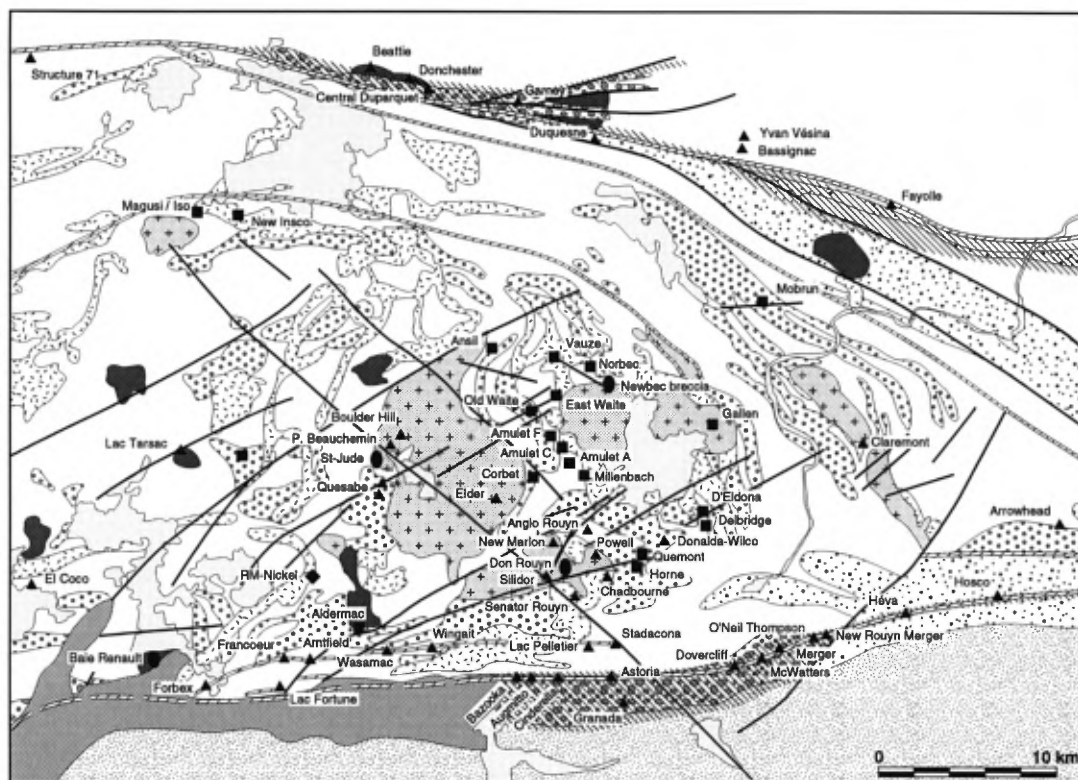 Beattie
Donchester
Structure 71
Central Duparquet
Duquesne
Yvan Vésina
Bassignac
Fayolle
Magusi / Iso
New Insco
Mobrun
Ansil
Vauze
Norbec
Newbec breccia
Old Waite
East Waite
Gallen
Boulder Hill
Amulet F
P. Beauchemin
Lac Tarsac
Claremont
St-Jude
Amulet C
Amulet A
Quesabe
Corbet
Millenbach
Elder
D'Eldona
Delbridge
Arrowhead
Anglo Rouyn
New Marlon
Powell
Donalda-Wilco
Quemont
El Coco
RM-Nickel
Don Rouyn
Horne
Hosco
Silidor
Chadbourne
Héva
Aldermac
Senator Rouyn
O'Neil Thompson
Francoeur
Arntfield
Wingait
Stadacona
New Rouyn Merger
Baie Renault
Wasamac
Lac Pelletier
Dovercliff
Merger
McWatters
Forbex
Astoria
Lac Fortune
Bazooka
Augmitto
Granada
0 10 km